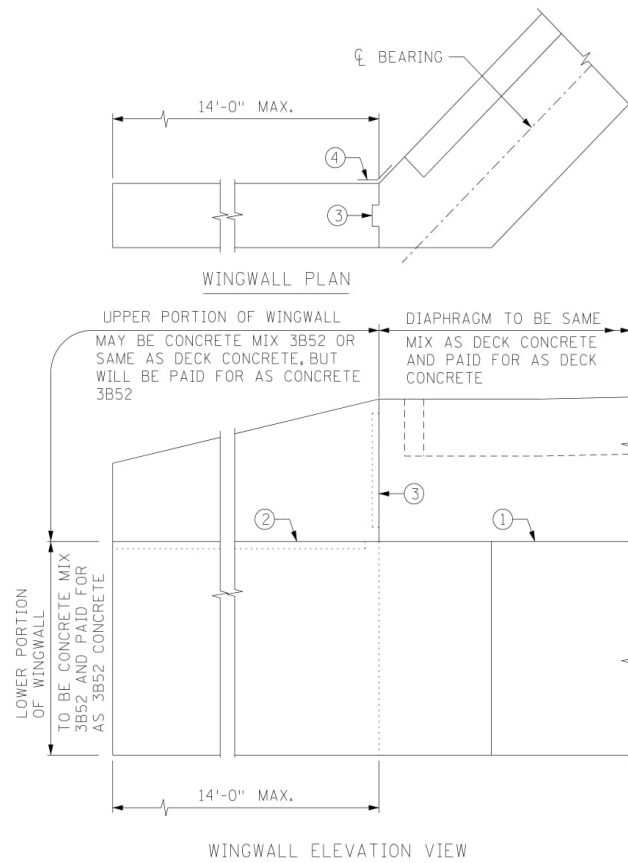 ℄ BEARING
14'-0" MAX.
4
3
WINGWALL PLAN
UPPER PORTION OF WINGWALL
MAY BE CONCRETE MIX 3B52 OR
SAME AS DECK CONCRETE, BUT
WILL BE PAID FOR AS CONCRETE
3B52
DIAPHRAGM TO BE SAME
MIX AS DECK CONCRETE
AND PAID FOR AS DECK
CONCRETE
3
2
1
LOWER PORTION
OF WINGWALL
TO BE CONCRETE MIX
3B52 AND PAID FOR
AS 3B52 CONCRETE
14'-0" MAX.
WINGWALL ELEVATION VIEW